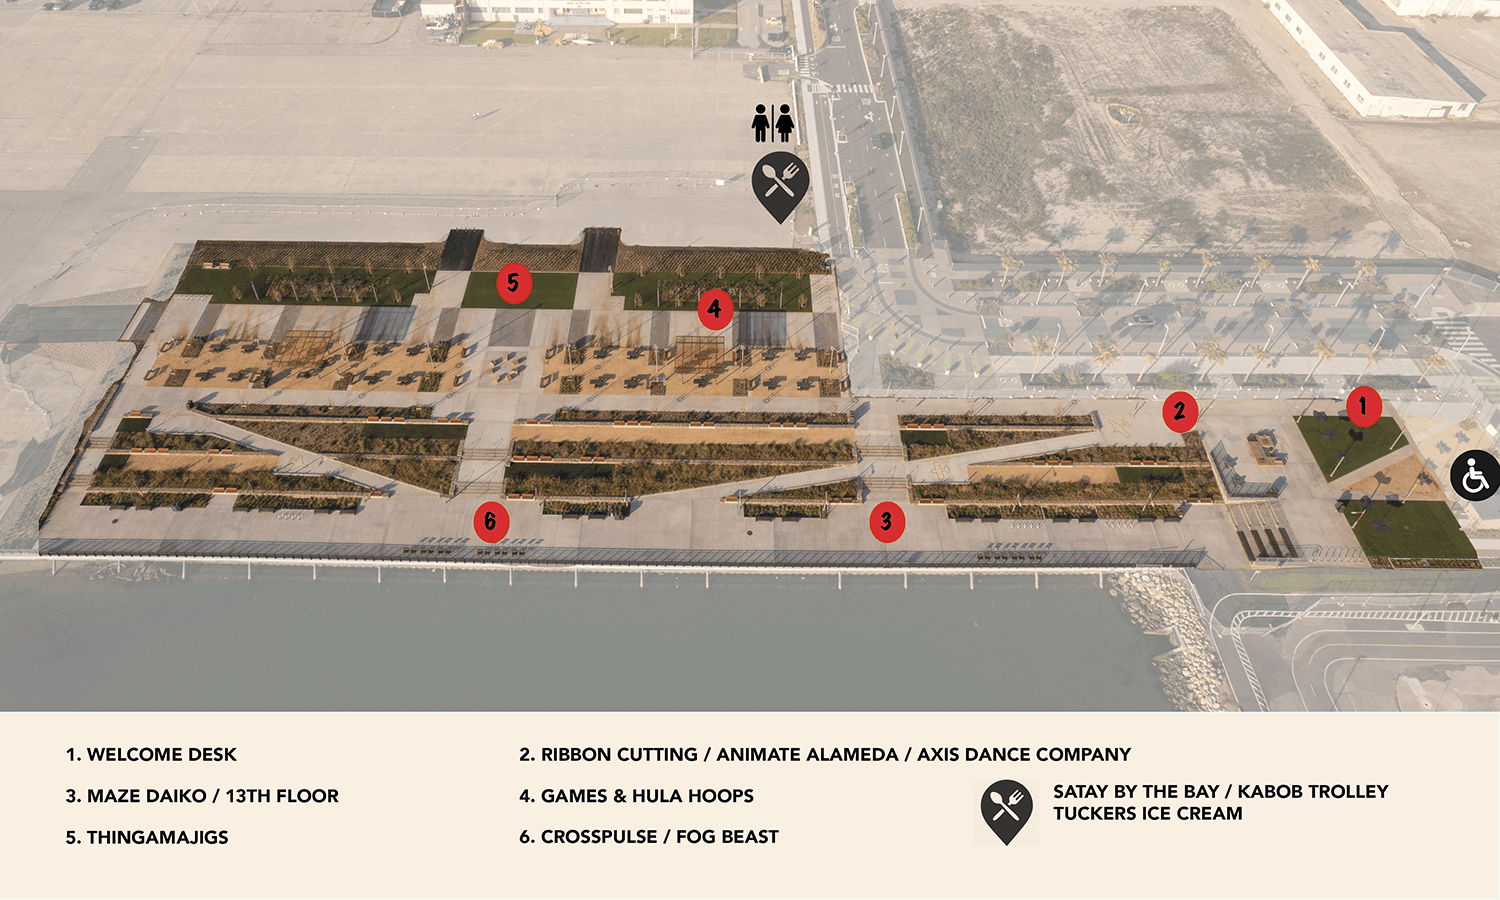 5
4
1
2
6
3
1. WELCOME DESK
2. RIBBON CUTTING / ANIMATE ALAMEDA / AXIS DANCE COMPANY
3. MAZE DAIKO / 13TH FLOOR
4. GAMES & HULA HOOPS
SATAY BY THE BAY / KABOB TROLLEY
TUCKERS ICE CREAM
5. THINGAMAJIGS
6. CROSSPULSE / FOG BEAST